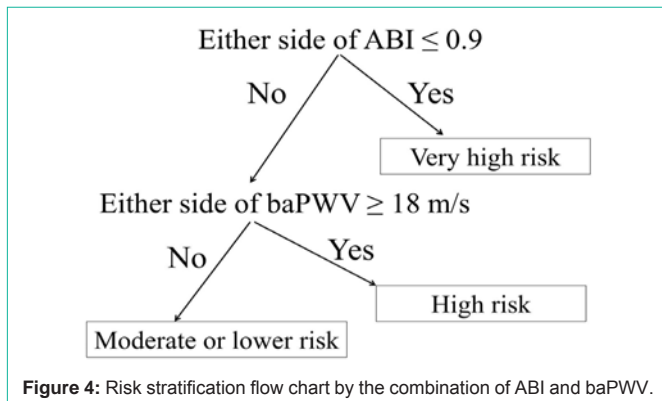 Either side of ABI ≤ 0.9
No
Yes
Very high risk
Either side of baPWV ≥ 18 m/s
No
Yes
High risk
Moderate or lower risk
Figure 4: Risk stratification flow chart by the combination of ABI and baPWV.